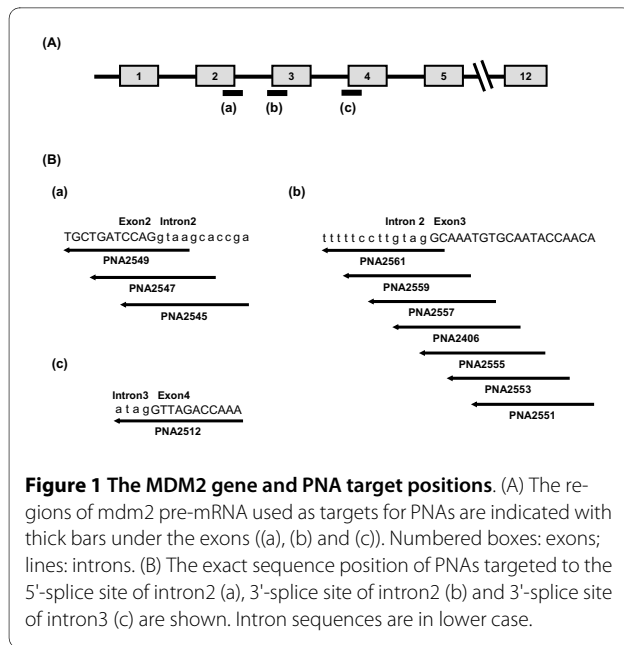 (A)
1 2 3 4 5 12
(a) (b) (c)
(B)
(a)
Exon2 Intron2
TGCTGATCCAGgtaagcaccga
PNA2549
PNA2547
PNA2545
(b)
Intron 2 Exon3
tttttccttgtagGCAAATGTGCAATACCAACA
PNA2561
PNA2559
PNA2557
PNA2406
PNA2555
PNA2553
PNA2551
(c)
Intron3 Exon4
atagGTTAGACCAAA
PNA2512
Figure 1 The MDM2 gene and PNA target positions. (A) The re-
gions of mdm2 pre-mRNA used as targets for PNAs are indicated with
thick bars under the exons ((a), (b) and (c)). Numbered boxes: exons;
lines: introns. (B) The exact sequence position of PNAs targeted to the
5'-splice site of intron2 (a), 3'-splice site of intron2 (b) and 3'-splice site
of intron3 (c) are shown. Intron sequences are in lower case.